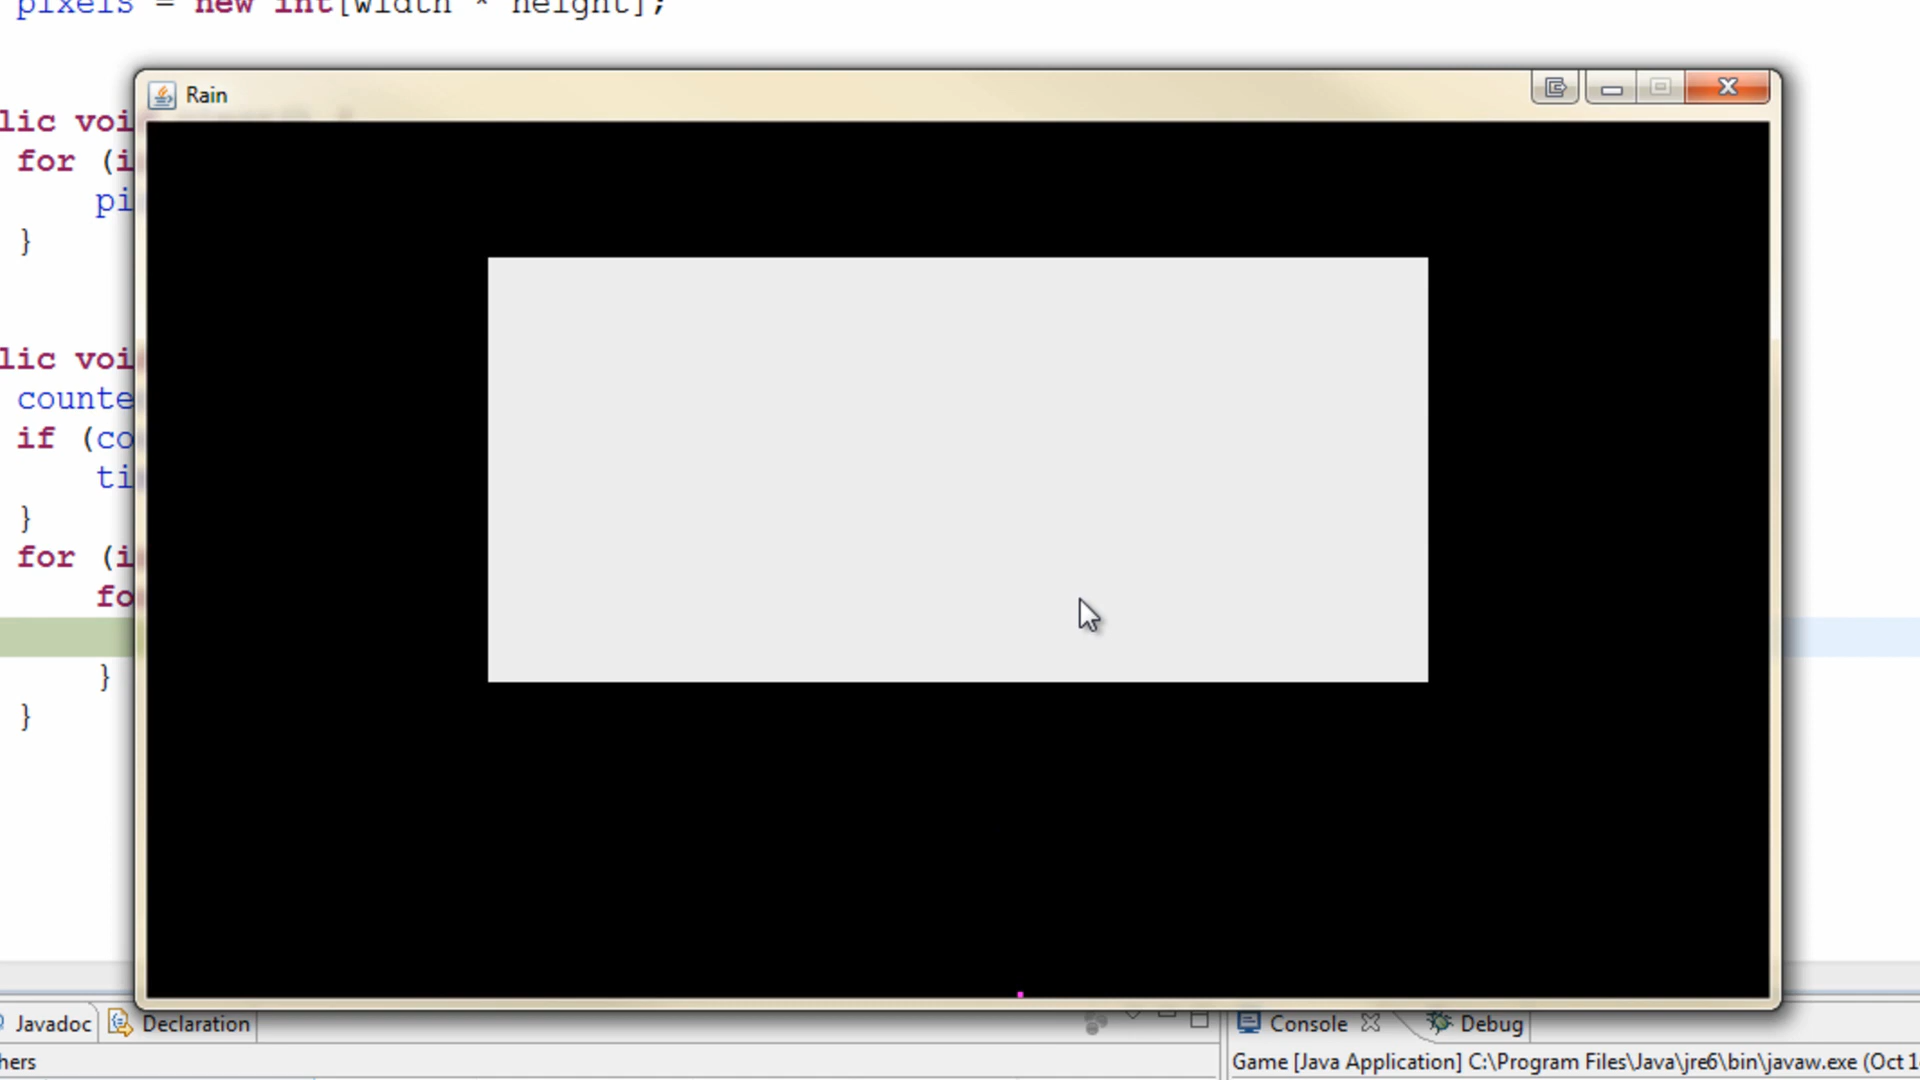 pixels = new int[width * height];
Rain
lic voi
for (i
pi
}
lic voi
counte
if (co
ti
}
for (i
fo
}
}
Javadoc Declaration
Console Debug
hers
Game [Java Application] C:\Program Files\Java\jre6\bin\javaw.exe (Oct 1